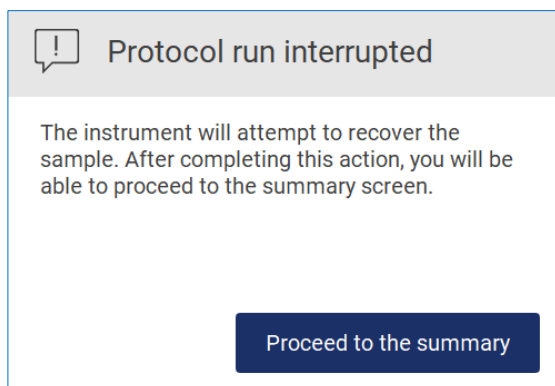 Protocol run interrupted
The instrument will attempt to recover the
sample. After completing this action, you will be
able to proceed to the summary screen.
Proceed to the summary